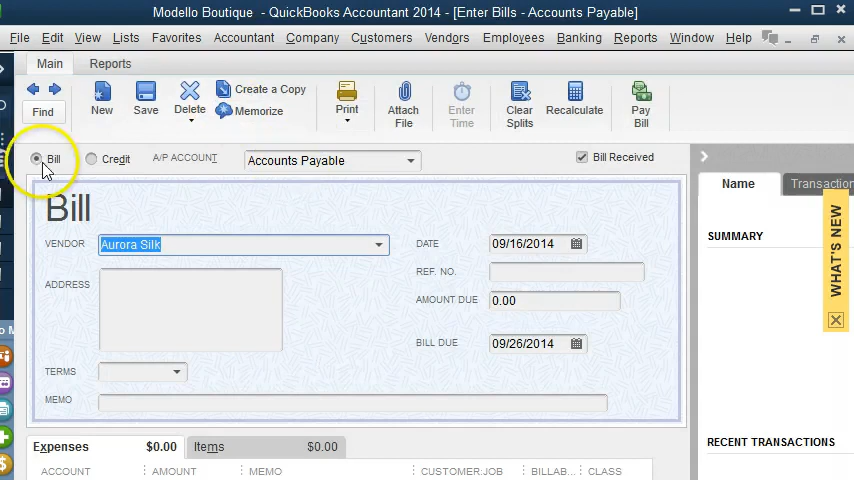 Modello Boutique - QuickBooks Accountant 2014 - [Enter Bills - Accounts Payable]
File Edit View Lists Favorites Accountant Company Customers Vendors Employees Banking Reports Window Help
Main Reports
Find New Save Delete Create a Copy Memorize Print Attach File Enter Time Clear Splits Recalculate Pay Bill
Bill Credit A/P ACCOUNT Accounts Payable Bill Received
Name Transaction
Bill
VENDOR Aurora Silk DATE 09/16/2014
SUMMARY
ADDRESS REF. NO.
AMOUNT DUE 0.00
BILL DUE 09/26/2014
WHAT'S NEW
TERMS
MEMO
RECENT TRANSACTIONS
Expenses $0.00 Items $0.00
ACCOUNT AMOUNT MEMO CUSTOMER:JOB BILLAB... CLASS